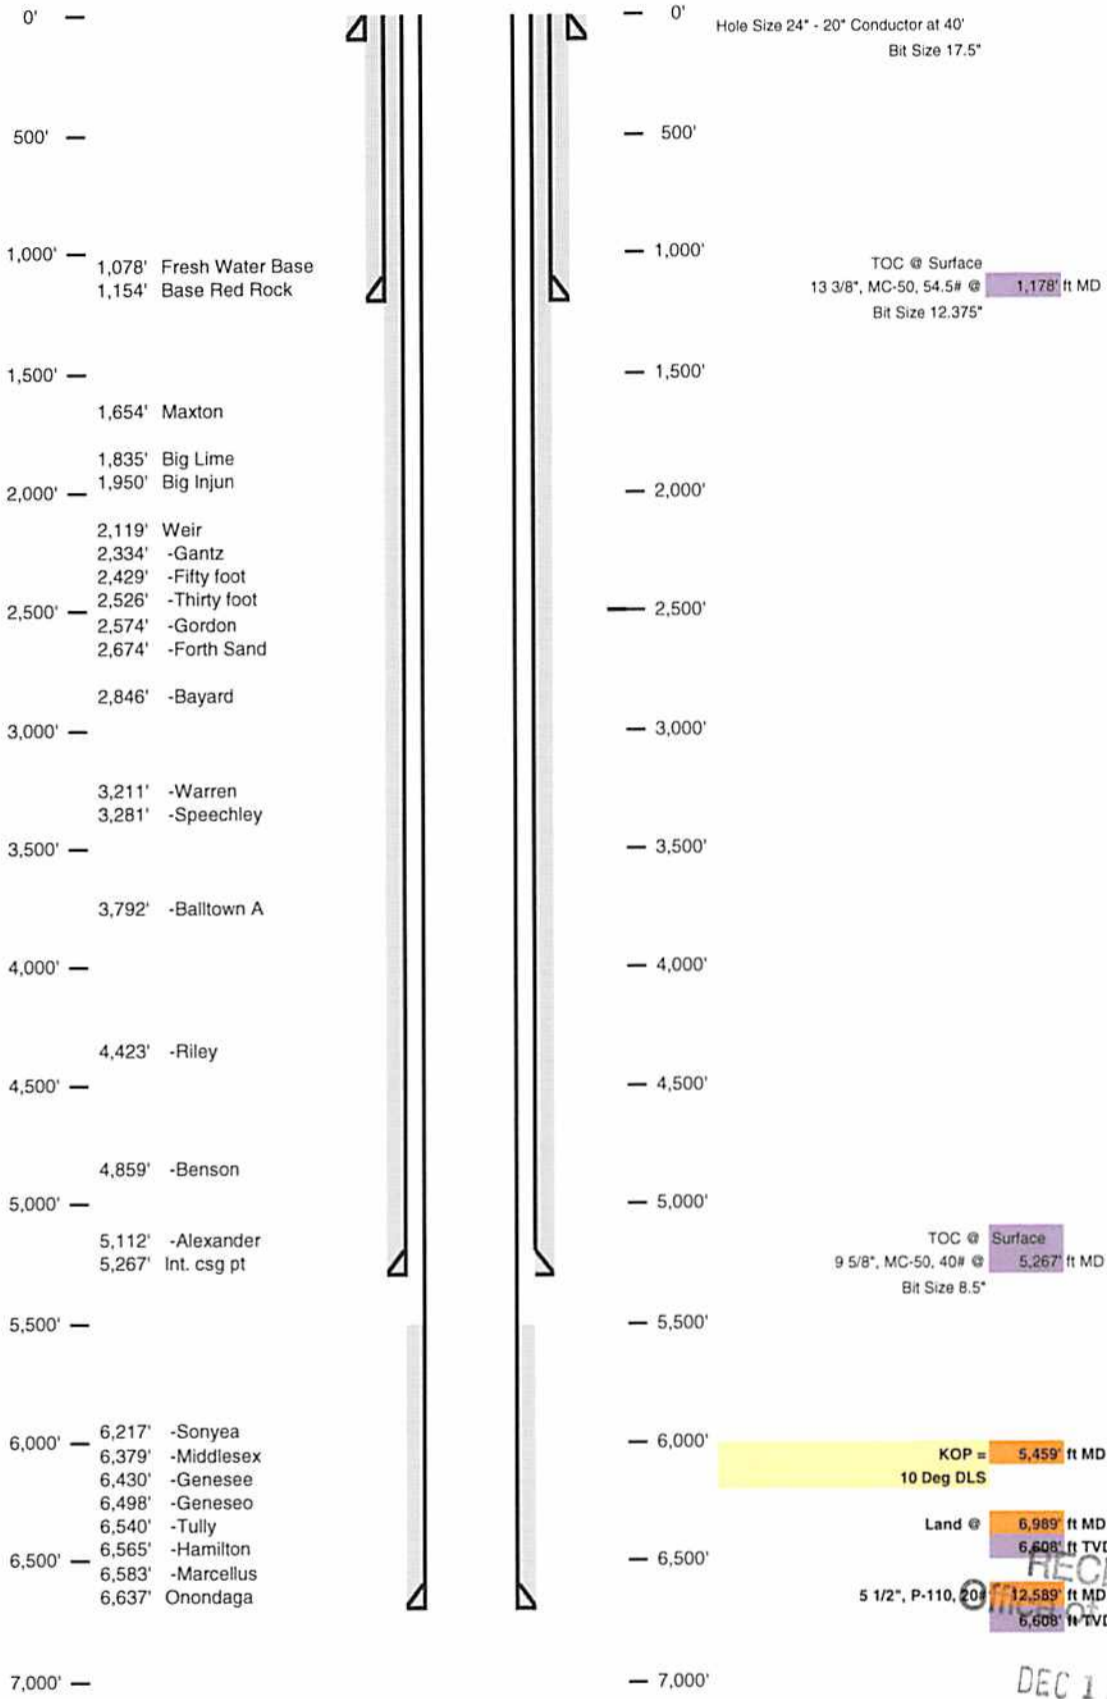 0'
500'
1,000'
1,078' Fresh Water Base
1,154' Base Red Rock
1,500'
1,654' Maxton
1,835' Big Lime
1,950' Big Injun
2,000'
2,119' Weir
2,334' -Gantz
2,429' -Fifty foot
2,526' -Thirty foot
2,500'
2,574' -Gordon
2,674' -Forth Sand
2,846' -Bayard
3,000'
3,211' -Warren
3,281' -Speechley
3,500'
3,792' -Balltown A
4,000'
4,423' -Riley
4,500'
4,859' -Benson
5,000'
5,112' -Alexander
5,267' Int. csg pt
5,500'
6,217' -Sonyea
6,000'
6,379' -Middlesex
6,430' -Genesee
6,498' -Geneseo
6,540' -Tully
6,565' -Hamilton
6,500'
6,583' -Marcellus
6,637' Onondaga
7,000'
0'
500'
1,000'
1,500'
2,000'
2,500'
3,000'
3,500'
4,000'
4,500'
5,000'
5,500'
6,000'
6,500'
7,000'
Hole Size 24" - 20" Conductor at 40'
Bit Size 17.5"
TOC @ Surface
13 3/8", MC-50, 54.5# @ 1,178' ft MD
Bit Size 12.375"
TOC @ Surface
9 5/8", MC-50, 40# @ 5,267' ft MD
Bit Size 8.5"
KOP = 5,459' ft MD
10 Deg DLS
Land @ 6,989' ft MD
6,608' ft TVD
5 1/2", P-110, 20# 12,589' ft MD
6,608' ft TVD
Office of
DEC 1